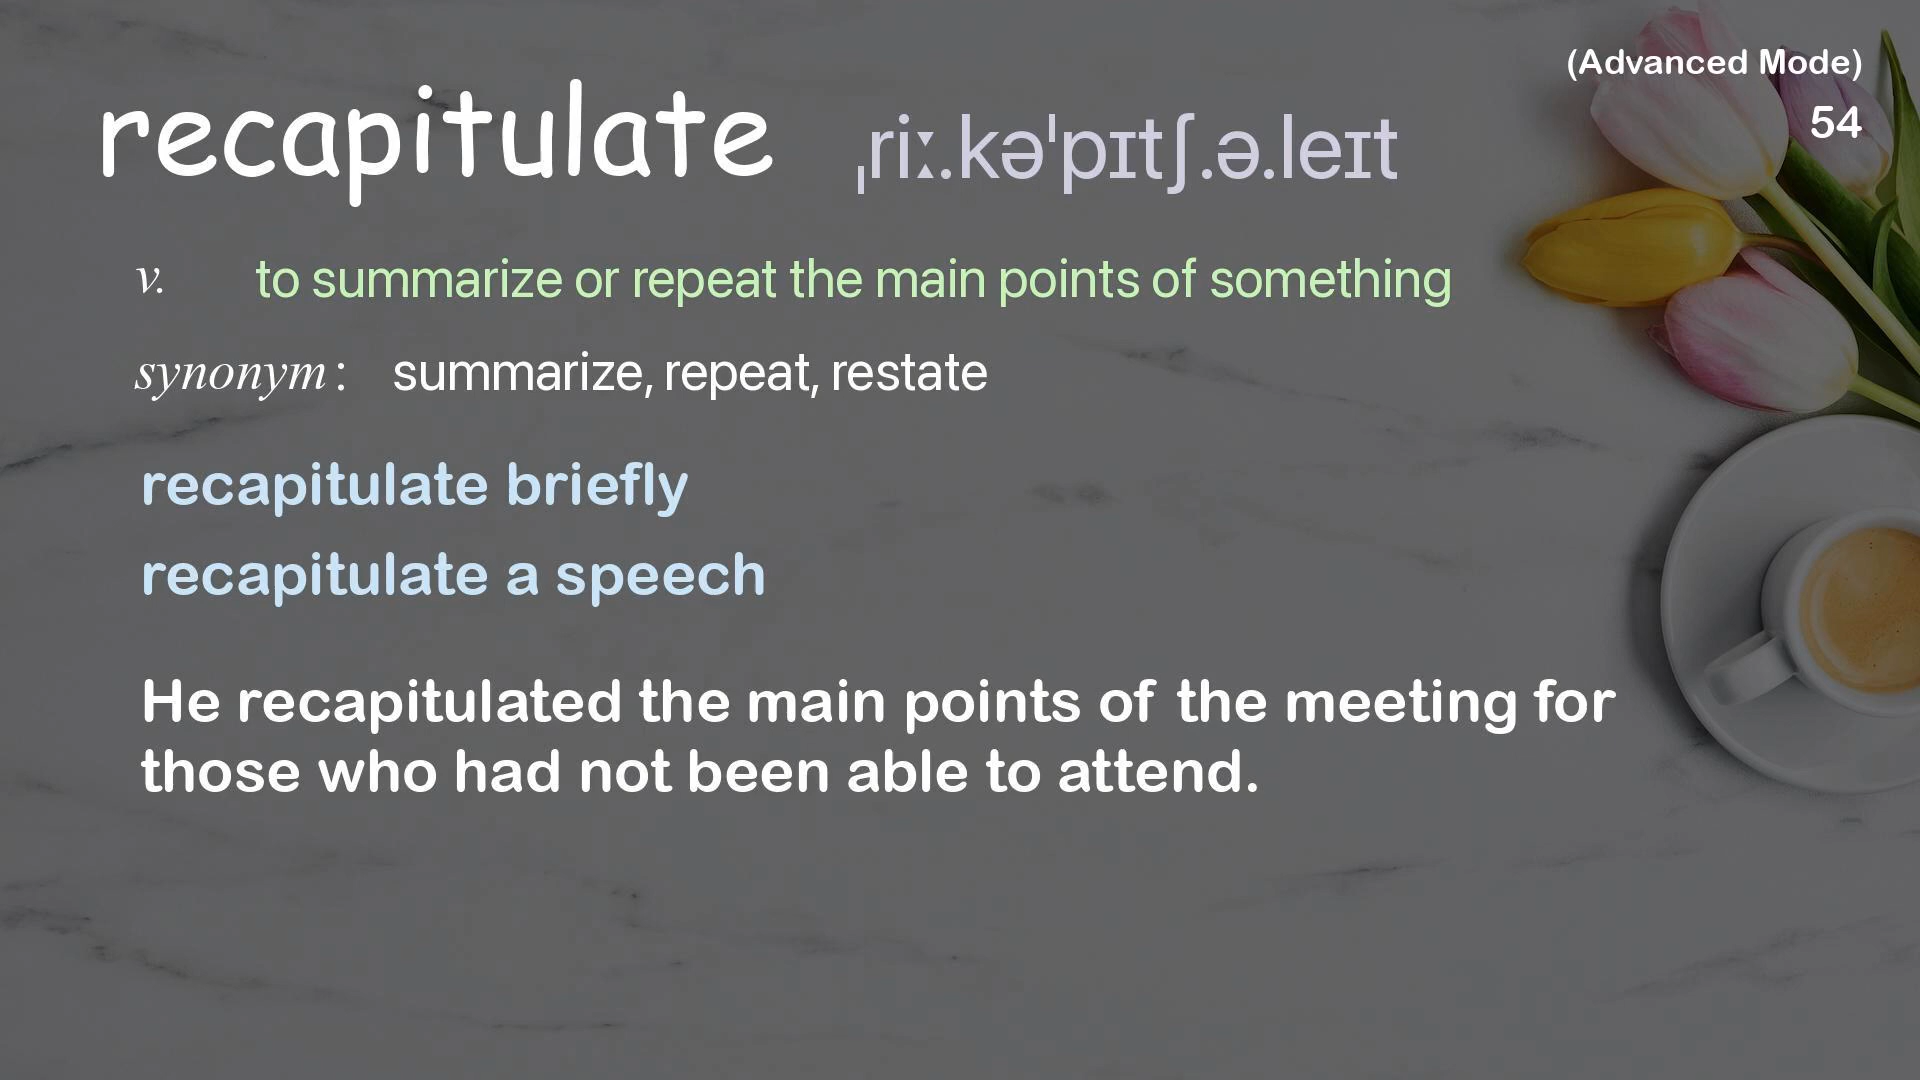 (Advanced Mode)
54
recapitulate ˌriː.kəˈpɪtʃ.ə.leɪt
v. to summarize or repeat the main points of something
synonym: summarize, repeat, restate
recapitulate briefly
recapitulate a speech
He recapitulated the main points of the meeting for
those who had not been able to attend.